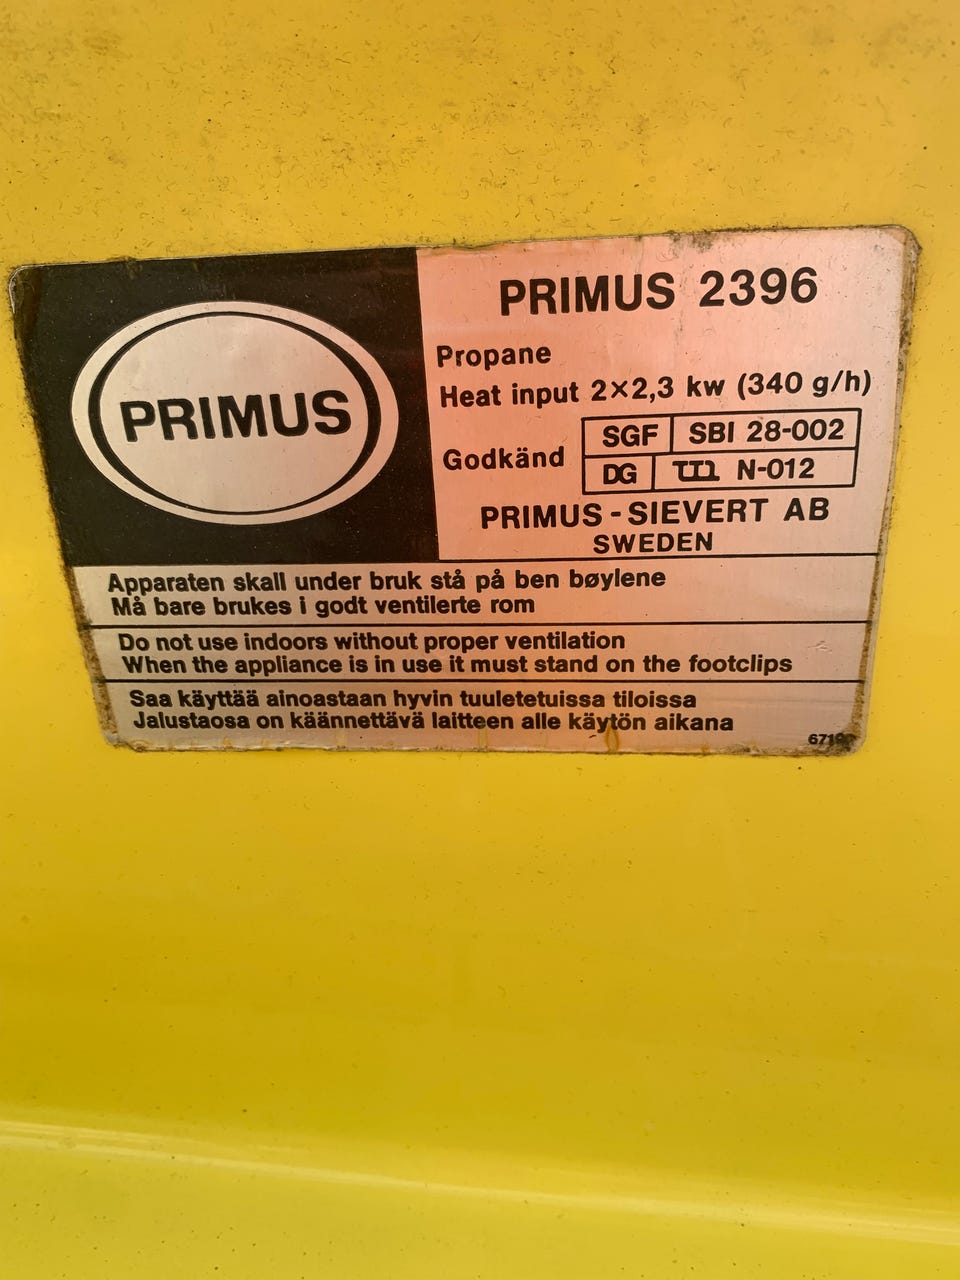 PRIMUS
PRIMUS 2396
Propane
Heat input 2×2,3 kw (340 g/h)
Godkänd
SGF SBI 28-002
DG N-012
PRIMUS - SIEVERT AB
SWEDEN
Apparaten skall under bruk stå på ben bøylene
Må bare brukes i godt ventilerte rom
Do not use indoors without proper ventilation
When the appliance is in use it must stand on the footclips
Saa käyttää ainoastaan hyvin tuuletetuissa tiloissa
Jalustaosa on käännettävä laitteen alle käytön aikana